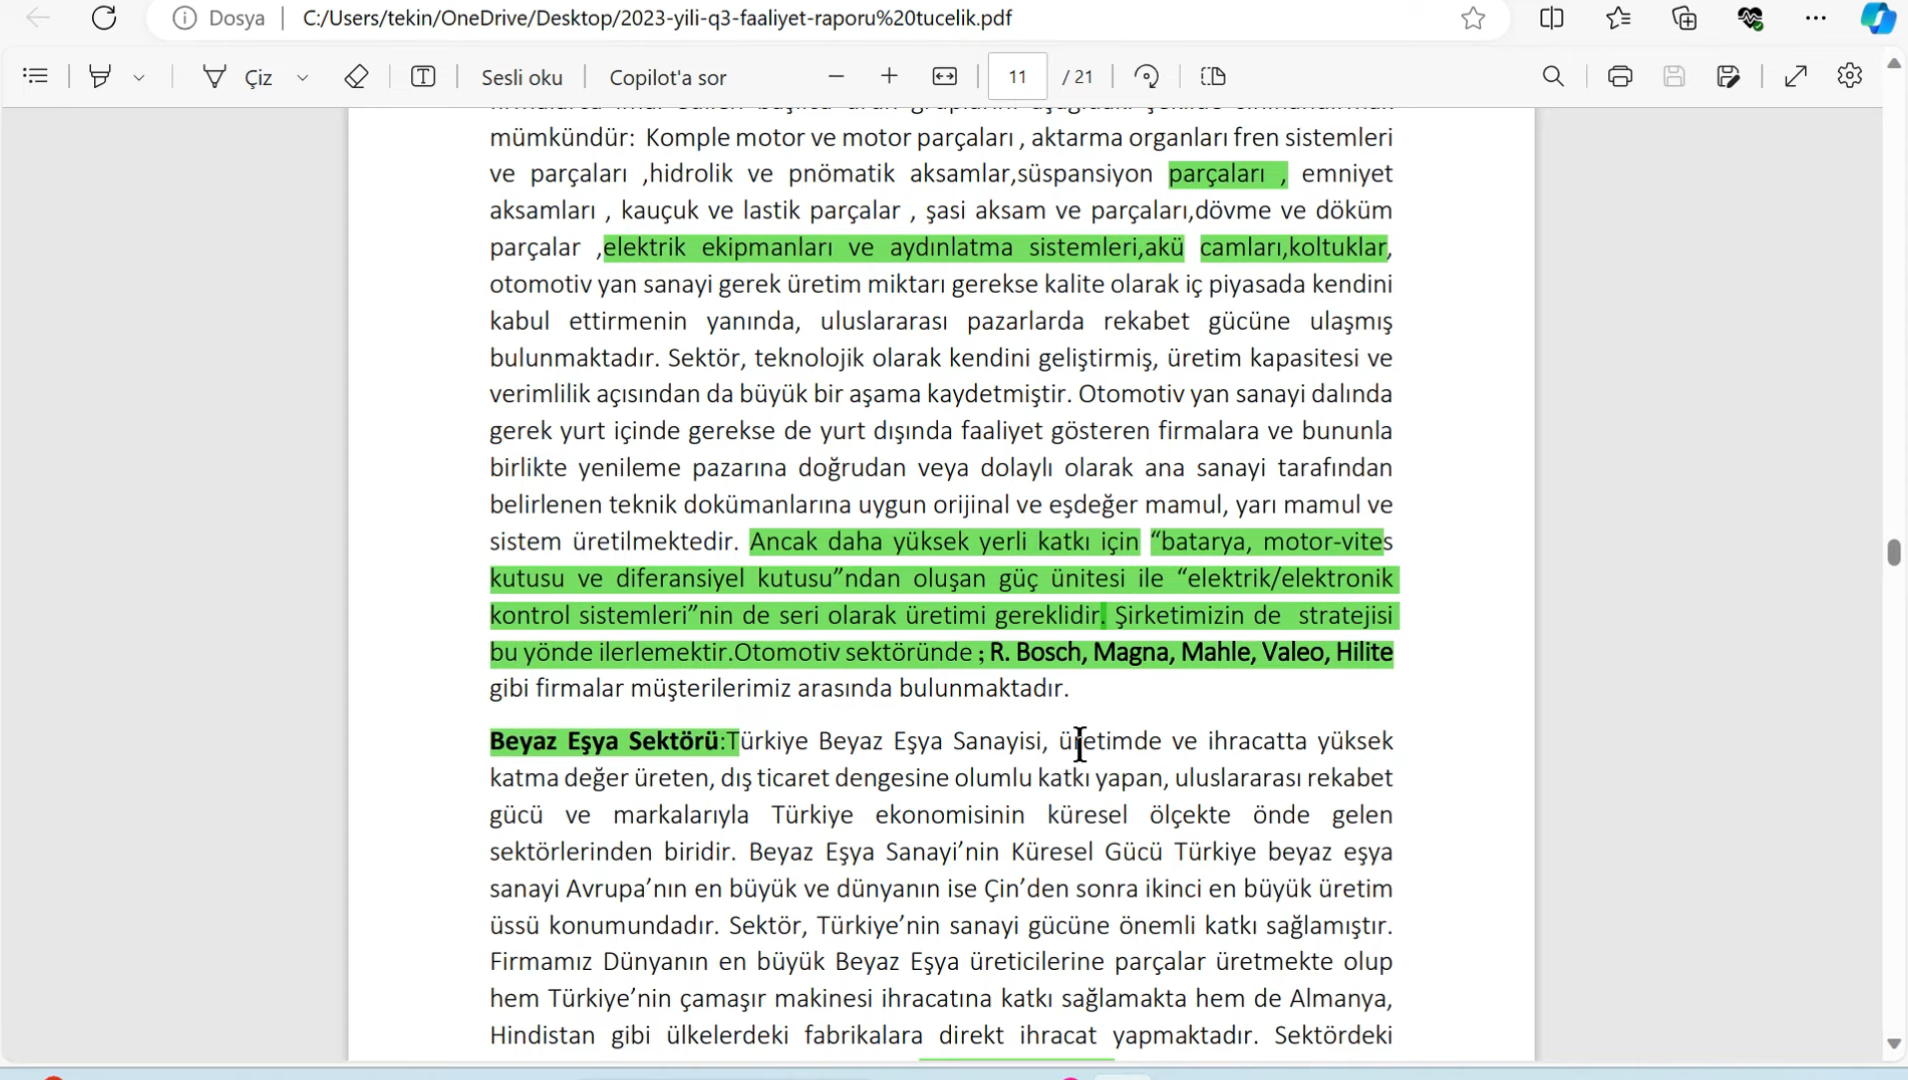 Dosya C:/Users/tekin/OneDrive/Desktop/2023-yili-q3-faaliyet-raporu%20tucelik.pdf
Çiz Sesli oku Copilot'a sor 11 / 21
mümkündür: Komple motor ve motor parçaları , aktarma organları fren sistemleri
ve parçaları ,hidrolik ve pnömatik aksamlar,süspansiyon parçaları , emniyet
aksamları , kauçuk ve lastik parçalar , şasi aksam ve parçaları,dövme ve döküm
parçalar ,elektrik ekipmanları ve aydınlatma sistemleri,akü camları,koltuklar,
otomotiv yan sanayi gerek üretim miktarı gerekse kalite olarak iç piyasada kendini
kabul ettirmenin yanında, uluslararası pazarlarda rekabet gücüne ulaşmış
bulunmaktadır. Sektör, teknolojik olarak kendini geliştirmiş, üretim kapasitesi ve
verimlilik açısından da büyük bir aşama kaydetmiştir. Otomotiv yan sanayi dalında
gerek yurt içinde gerekse de yurt dışında faaliyet gösteren firmalara ve bununla
birlikte yenileme pazarına doğrudan veya dolaylı olarak ana sanayi tarafından
belirlenen teknik dokümanlarına uygun orijinal ve eşdeğer mamul, yarı mamul ve
sistem üretilmektedir. Ancak daha yüksek yerli katkı için “batarya, motor-vites
kutusu ve diferansiyel kutusu”ndan oluşan güç ünitesi ile “elektrik/elektronik
kontrol sistemleri”nin de seri olarak üretimi gereklidir. Şirketimizin de stratejisi
bu yönde ilerlemektir.Otomotiv sektöründe ; R. Bosch, Magna, Mahle, Valeo, Hilite
gibi firmalar müşterilerimiz arasında bulunmaktadır.
Beyaz Eşya Sektörü:Türkiye Beyaz Eşya Sanayisi, üretimde ve ihracatta yüksek
katma değer üreten, dış ticaret dengesine olumlu katkı yapan, uluslararası rekabet
gücü ve markalarıyla Türkiye ekonomisinin küresel ölçekte önde gelen
sektörlerinden biridir. Beyaz Eşya Sanayi’nin Küresel Gücü Türkiye beyaz eşya
sanayi Avrupa’nın en büyük ve dünyanın ise Çin’den sonra ikinci en büyük üretim
üssü konumundadır. Sektör, Türkiye’nin sanayi gücüne önemli katkı sağlamıştır.
Firmamız Dünyanın en büyük Beyaz Eşya üreticilerine parçalar üretmekte olup
hem Türkiye’nin çamaşır makinesi ihracatına katkı sağlamakta hem de Almanya,
Hindistan gibi ülkelerdeki fabrikalara direkt ihracat yapmaktadır. Sektördeki